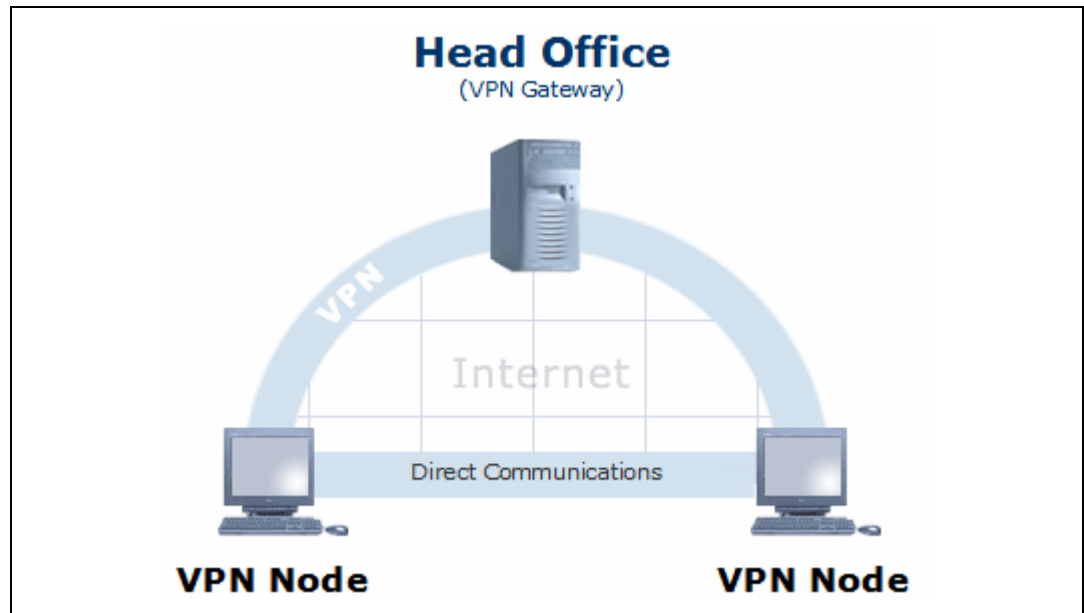 Head Office
(VPN Gateway)
VPN
Internet
Direct Communications
VPN Node
VPN Node